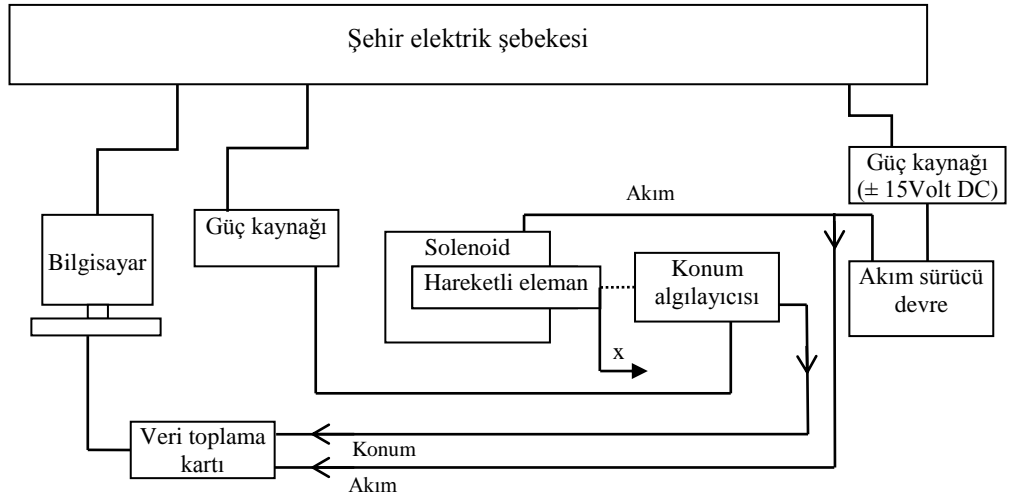 Şehir elektrik şebekesi
Güç kaynağı
(± 15Volt DC)
Akım
Güç kaynağı
Solenoid
Bilgisayar
Hareketli eleman
Konum
algılayıcısı
Akım sürücü
devre
x
Veri toplama
kartı
Konum
Akım